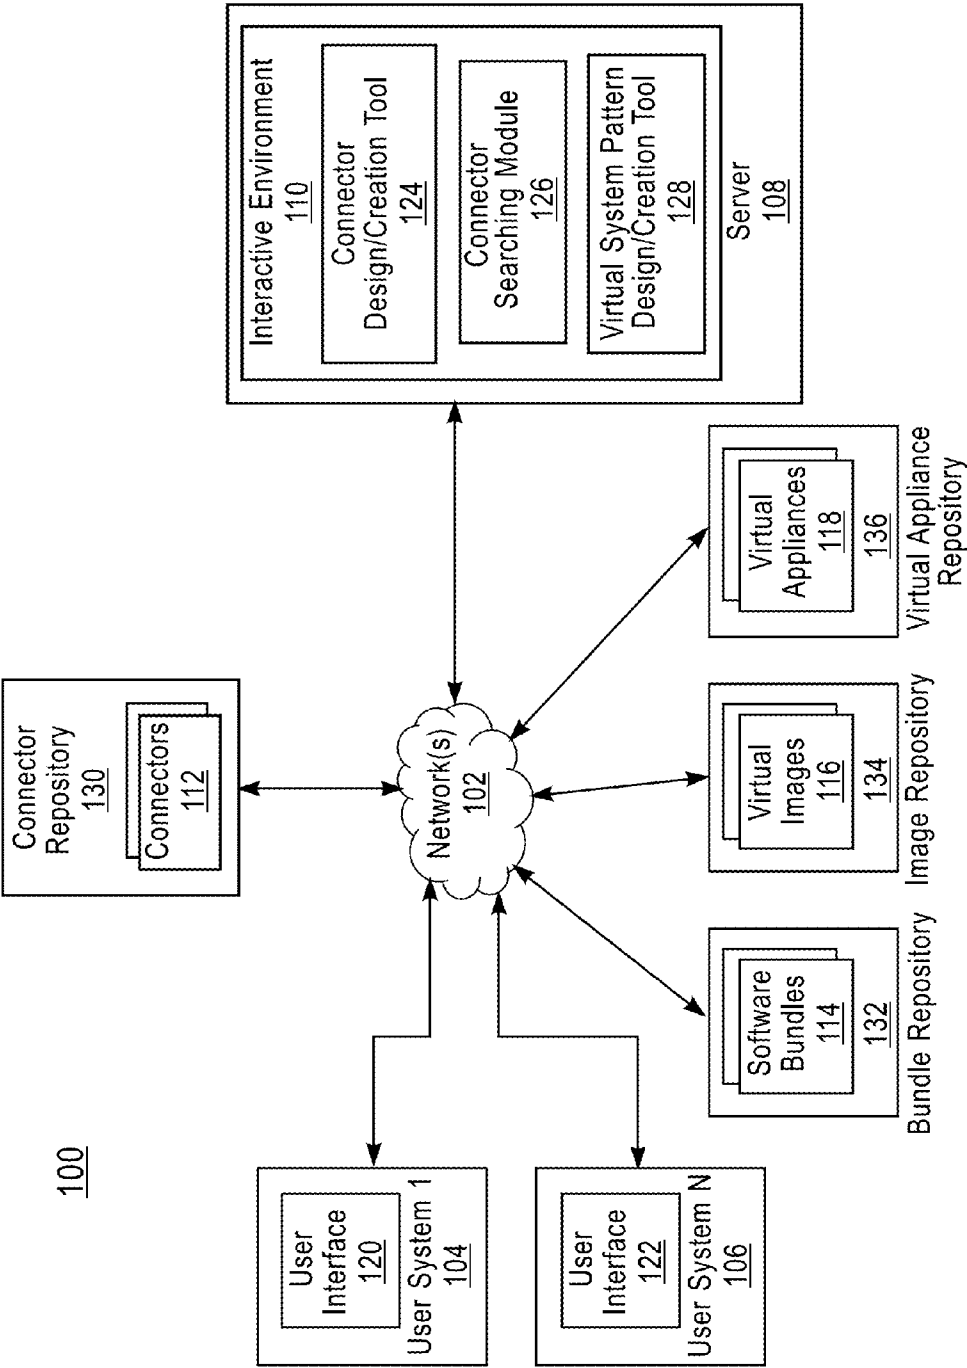 100
User
Interface
120
User System 1
104
User
Interface
122
User System N
106
Connector
Repository
130
Connectors
112
Network(s)
102
Interactive Environment
110
Connector
Design/Creation Tool
124
Connector
Searching Module
126
Virtual System Pattern
Design/Creation Tool
128
Server
108
Software
Bundles
114
132
Bundle Repository
Virtual
Images
116
134
Image Repository
Virtual
Appliances
118
136
Virtual Appliance
Repository